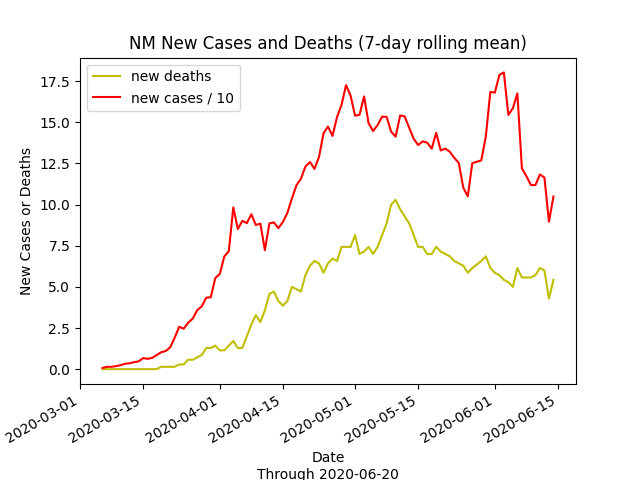 NM New Cases and Deaths (7-day rolling mean)
new deaths
new cases / 10
New Cases or Deaths
17.5
15.0
12.5
10.0
7.5
5.0
2.5
0.0
2020-03-01
2020-03-15
2020-04-01
2020-04-15
2020-05-01
2020-05-15
2020-06-01
2020-06-15
Date
Through 2020-06-20